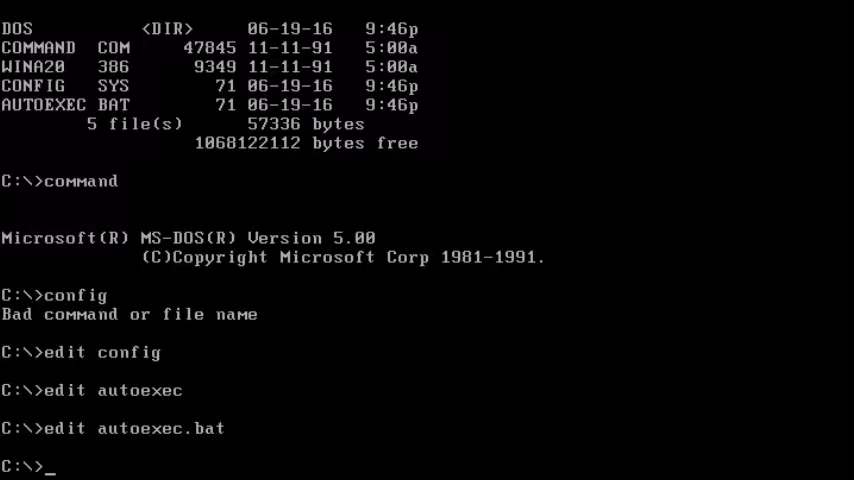 DOS <DIR> 06-19-16 9:46p
COMMAND COM 47845 11-11-91 5:00a
WINA20 386 9349 11-11-91 5:00a
CONFIG SYS 71 06-19-16 9:46p
AUTOEXEC BAT 71 06-19-16 9:46p
5 file(s) 57336 bytes
1068122112 bytes free
C:\>command
Microsoft(R) MS-DOS(R) Version 5.00
(C)Copyright Microsoft Corp 1981-1991.
C:\>config
Bad command or file name
C:\>edit config
C:\>edit autoexec
C:\>edit autoexec.bat
C:\>_